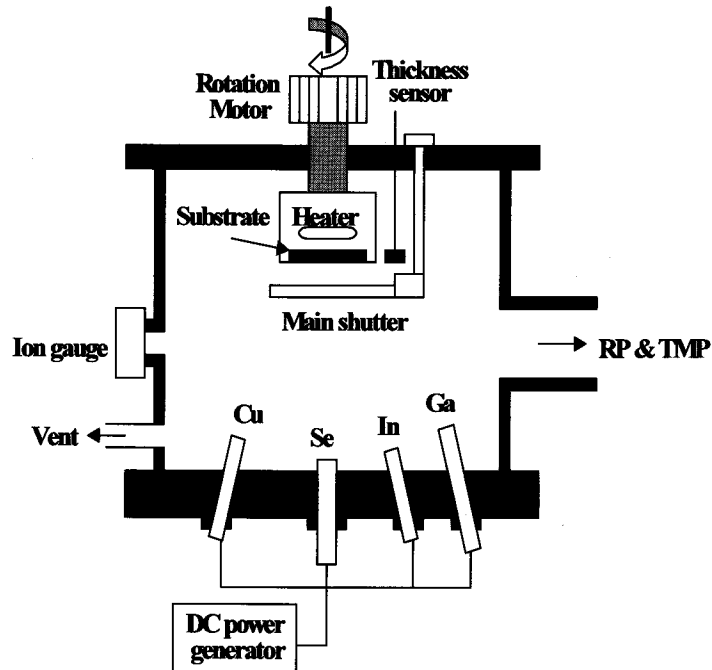 Rotation
Motor
Thickness
sensor
Substrate
Heater
Main shutter
Ion gauge
RP & TMP
Vent
Cu
Se
In
Ga
DC power
generator